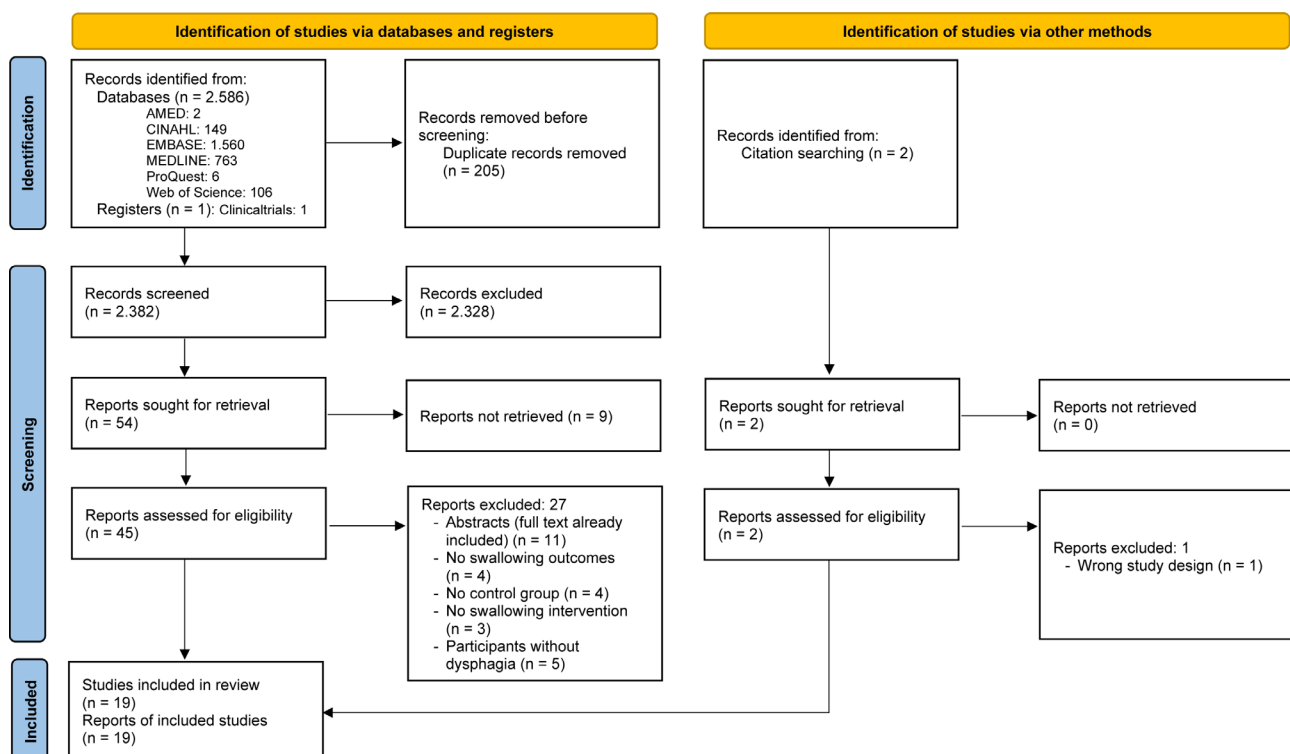 Identification of studies via databases and registers
Identification of studies via other methods
Identification
Records identified from:
Databases (n = 2.586)
AMED: 2
CINAHL: 149
EMBASE: 1.560
MEDLINE: 763
ProQuest: 6
Web of Science: 106
Registers (n = 1): Clinicaltrials: 1
Records removed before
screening:
Duplicate records removed
(n = 205)
Records identified from:
Citation searching (n = 2)
Screening
Records screened
(n = 2.382)
Records excluded
(n = 2.328)
Reports sought for retrieval
(n = 54)
Reports not retrieved (n = 9)
Reports sought for retrieval
(n = 2)
Reports not retrieved
(n = 0)
Reports assessed for eligibility
(n = 45)
Reports excluded: 27
- Abstracts (full text already
included) (n = 11)
- No swallowing outcomes
(n = 4)
- No control group (n = 4)
- No swallowing intervention
(n = 3)
- Participants without
dysphagia (n = 5)
Reports assessed for eligibility
(n = 2)
Reports excluded: 1
- Wrong study design (n = 1)
Included
Studies included in review
(n = 19)
Reports of included studies
(n = 19)